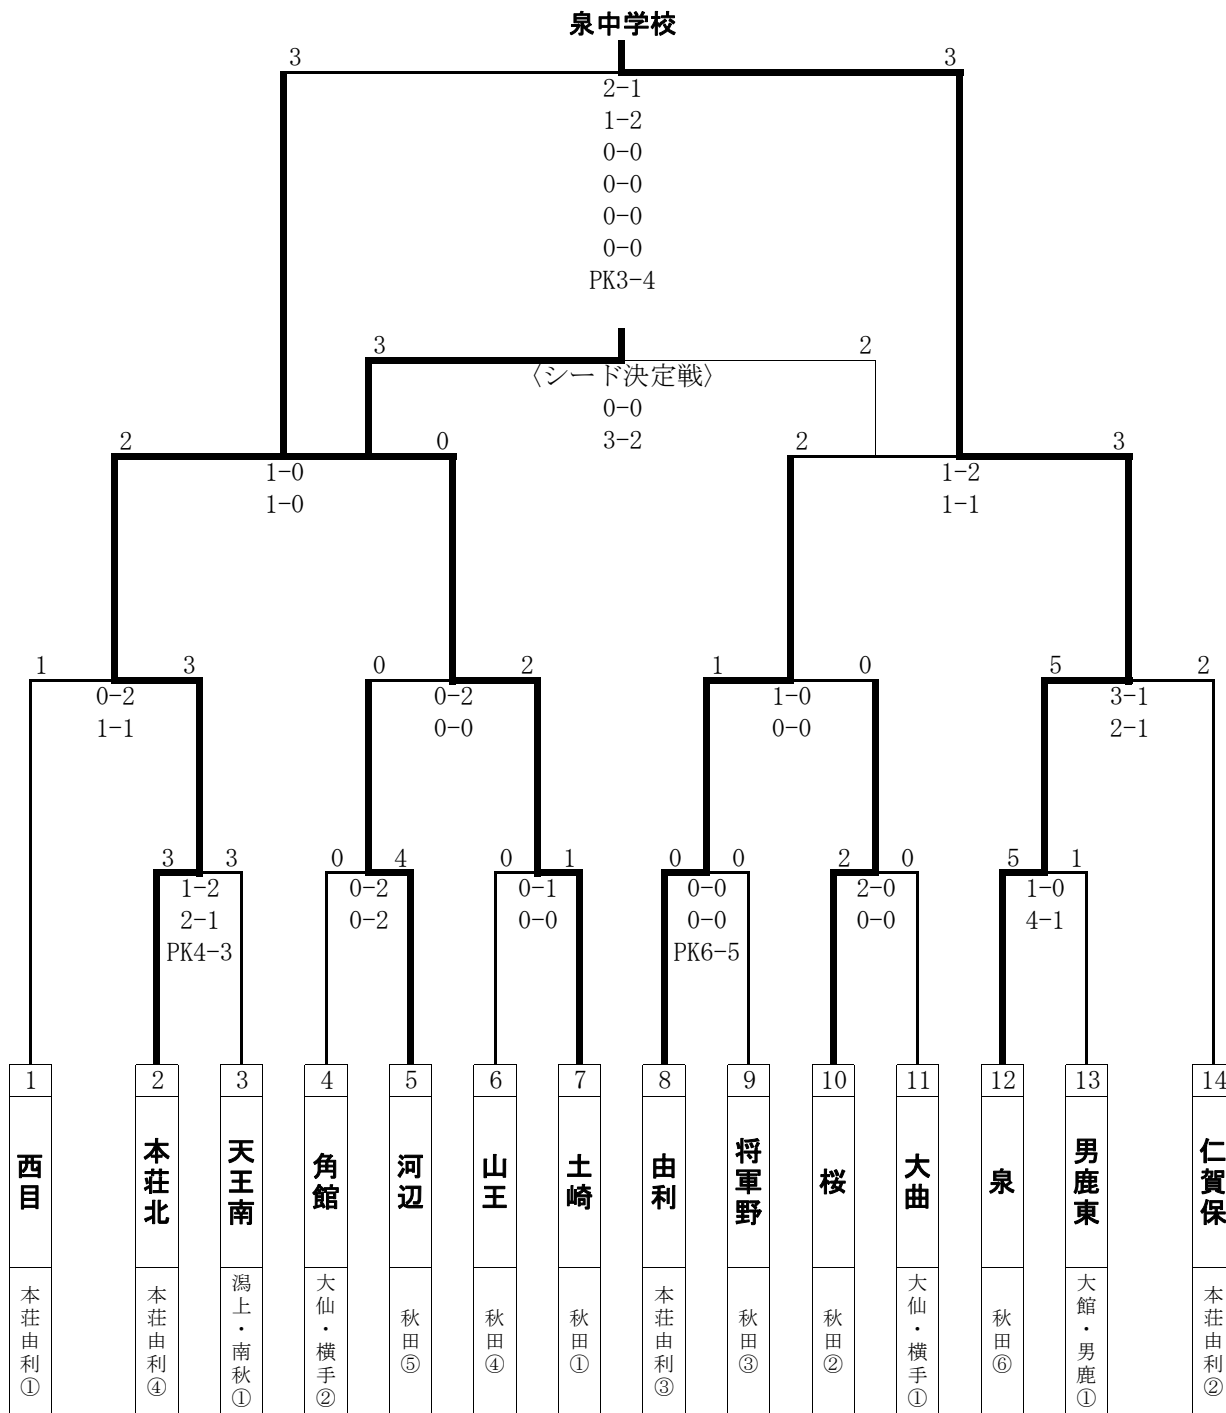 泉中学校
3 3
2-1
1-2
0-0
0-0
0-0
0-0
PK3-4
3 2
〈シード決定戦〉
0-0
3-2
2 0 2 3
1-0 1-2
1-0 1-1
1 3 0 2 1 0 5 2
0-2 0-2 1-0 3-1
1-1 0-0 0-0 2-1
3 3 0 4 0 1 0 0 2 0 5 1
1-2 0-2 0-1 0-0 2-0 1-0
2-1 0-2 0-0 0-0 0-0 4-1
PK4-3 PK6-5
1 2 3 4 5 6 7 8 9 10 11 12 13 14
西目 本荘北 天王南 角館 河辺 山王 土崎 由利 将軍野 桜 大曲 泉 男鹿東 仁賀保
本荘由利① 本荘由利④ 潟上・南秋① 大仙・横手② 秋田⑤ 秋田④ 秋田① 本荘由利③ 秋田③ 秋田② 大仙・横手① 秋田⑥ 大館・男鹿① 本荘由利②